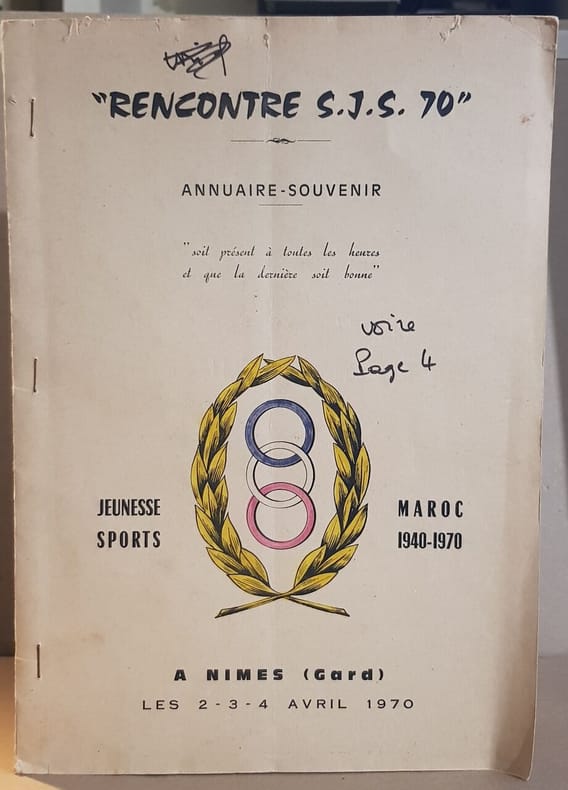 "RENCONTRE S.J.S. 70"
ANNUAIRE-SOUVENIR
"soit présent à toutes les heures
et que la dernière soit bonne"
voire
Page 4
JEUNESSE
SPORTS
MAROC
1940-1970
A NIMES (Gard)
LES 2-3-4 AVRIL 1970